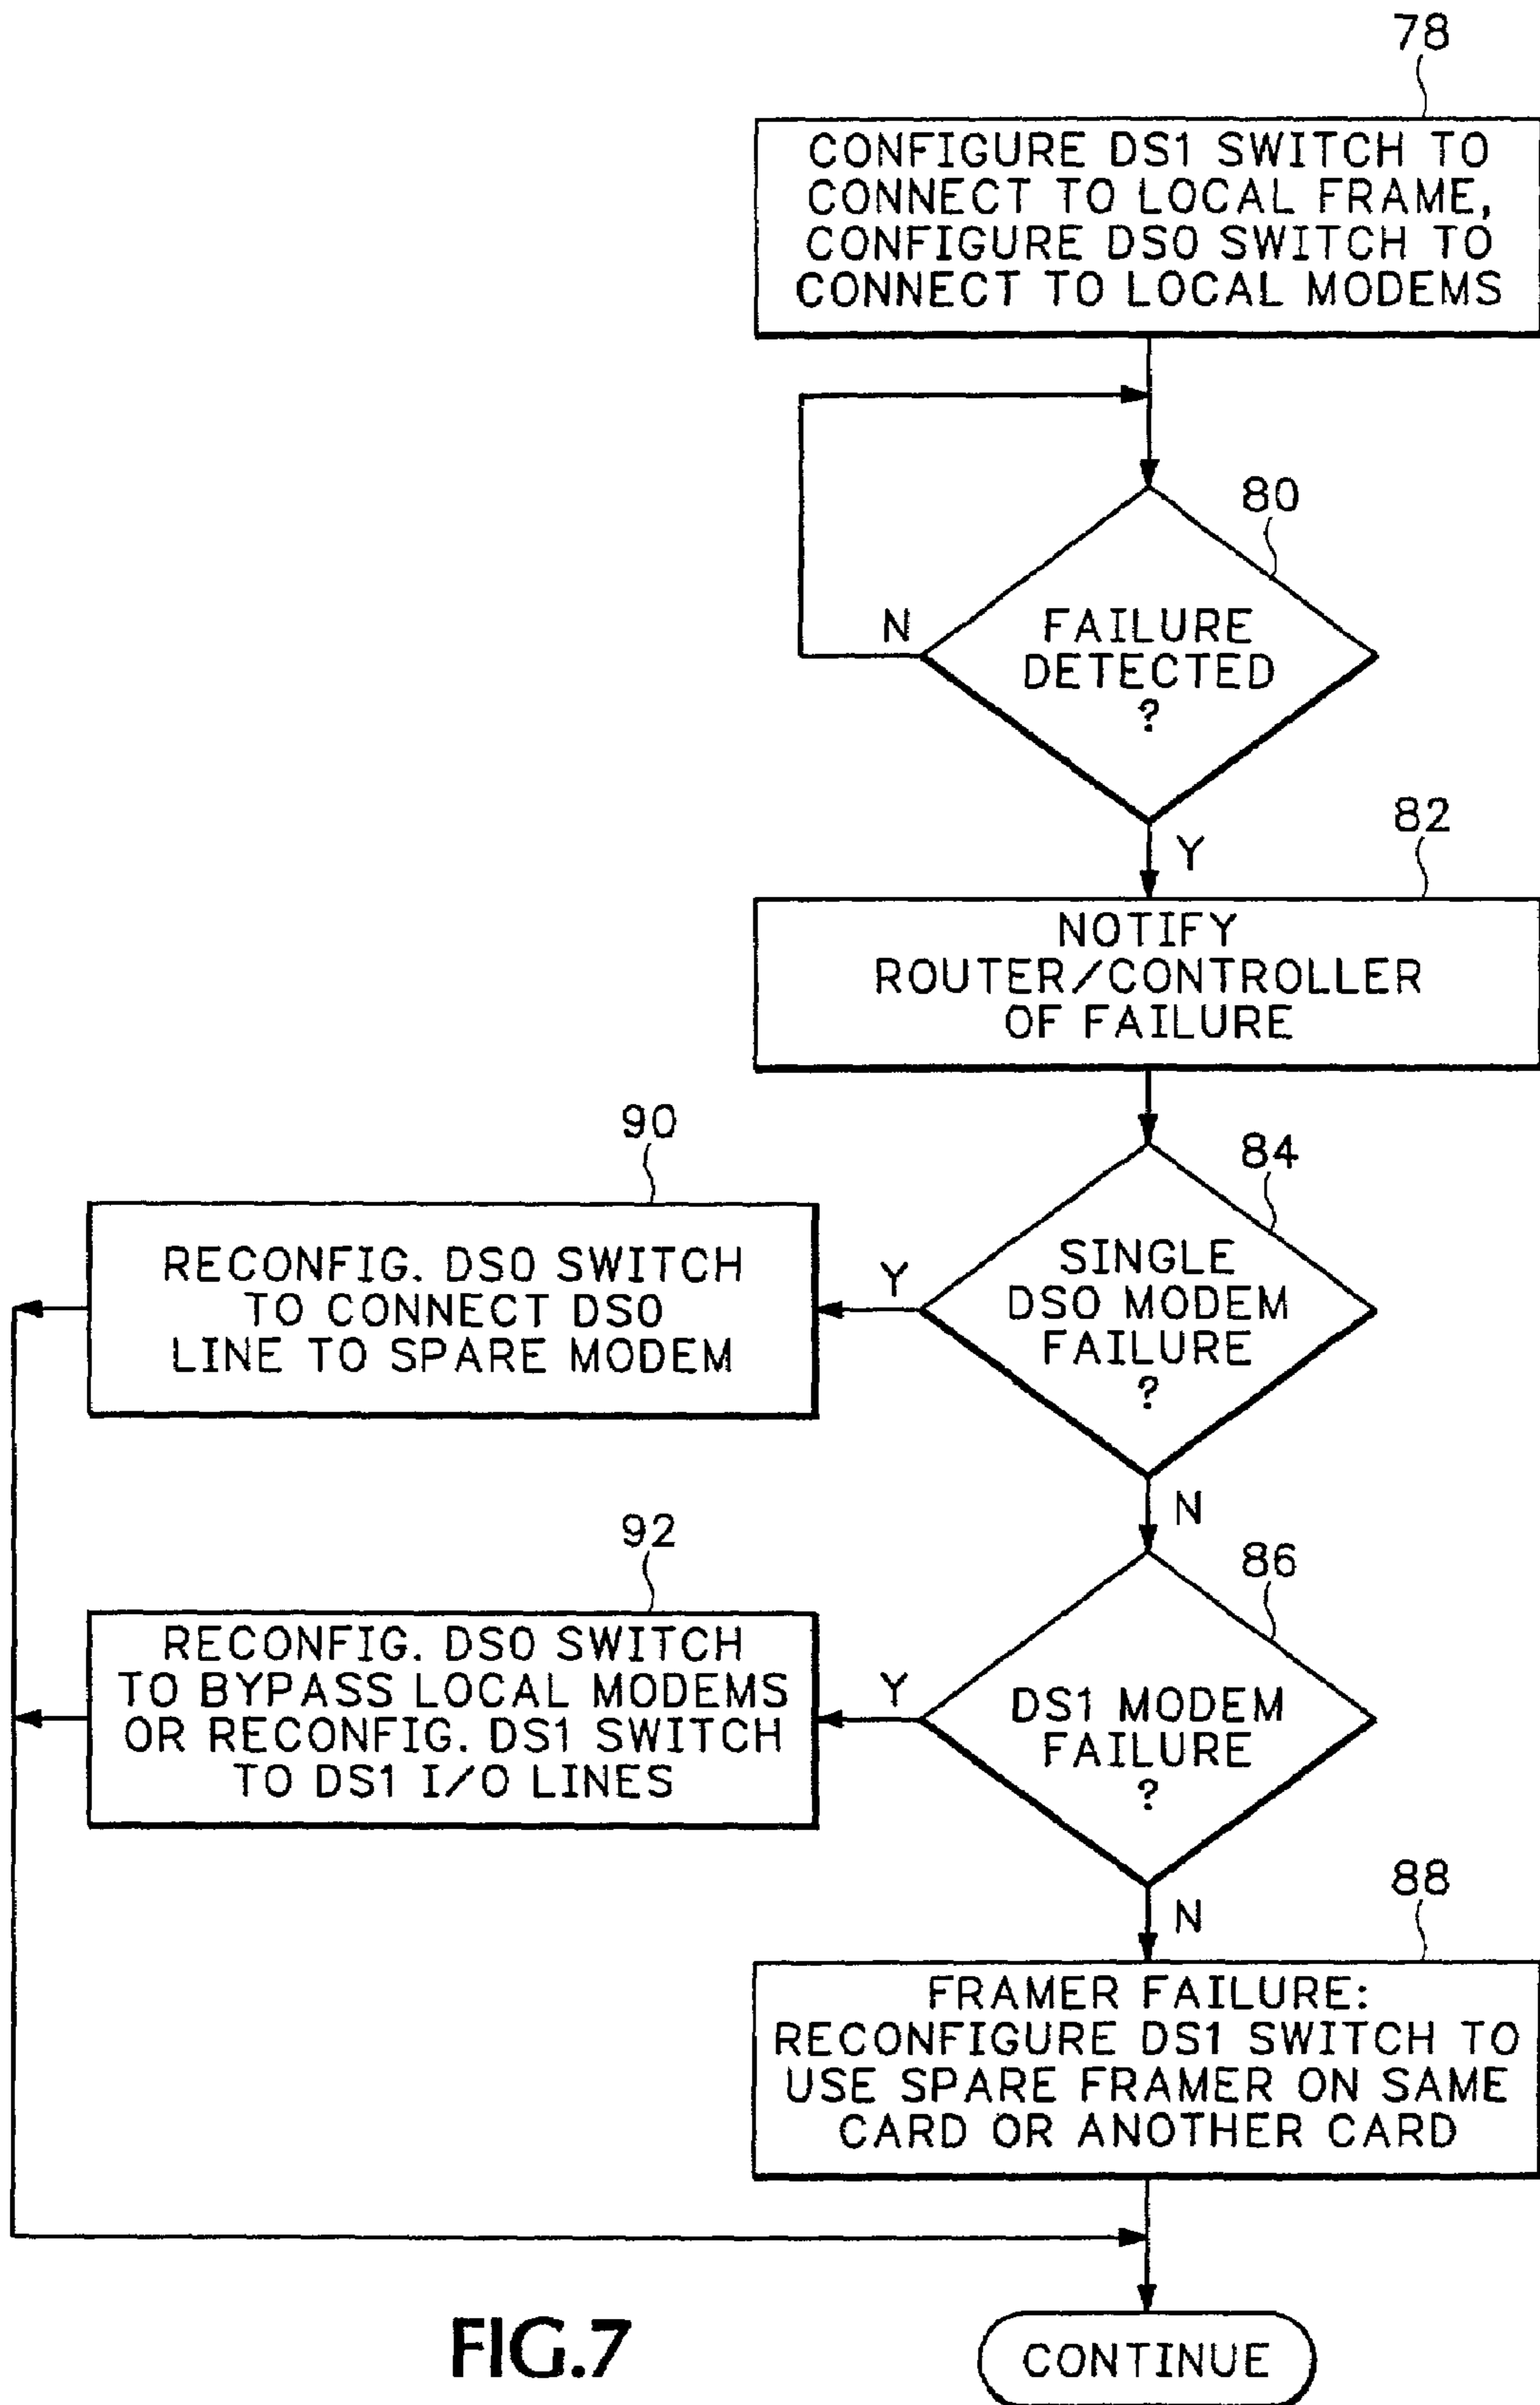 78
CONFIGURE DS1 SWITCH TO
CONNECT TO LOCAL FRAME,
CONFIGURE DS0 SWITCH TO
CONNECT TO LOCAL MODEMS
80
N
FAILURE
DETECTED
?
Y
82
NOTIFY
ROUTER/CONTROLLER
OF FAILURE
84
SINGLE
DS0 MODEM
FAILURE
?
Y
90
RECONFIG. DS0 SWITCH
TO CONNECT DS0
LINE TO SPARE MODEM
N
86
DS1 MODEM
FAILURE
?
Y
92
RECONFIG. DS0 SWITCH
TO BYPASS LOCAL MODEMS
OR RECONFIG. DS1 SWITCH
TO DS1 I/O LINES
N
88
FRAMER FAILURE:
RECONFIGURE DS1 SWITCH TO
USE SPARE FRAMER ON SAME
CARD OR ANOTHER CARD
CONTINUE
FIG.7